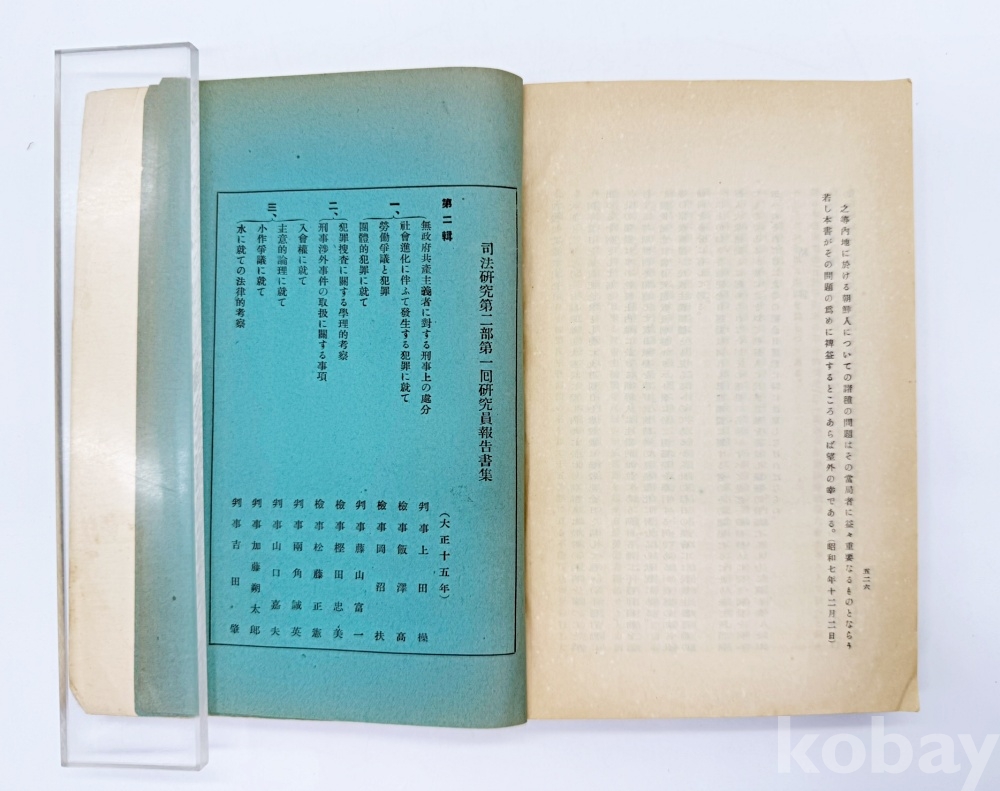 之等內地に於ける朝鮮人についての諸種の問題はその當局者に益々重要なるものとならう
若し本書がその問題の爲めに裨益するところあらば望外の幸である。(昭和七年十二月二日)
五二六
司法硏究第二部第一回硏究員報告書集
第二輯
(大正十五年)
一、
無政府共產主義者に對する刑事上の處分
判事上田操
社會進化に伴ふて發生する犯罪に就て
檢事飯澤高
勞働爭議と犯罪
檢事岡沼扶
團體的犯罪に就て
判事藤山富一
二、
犯罪搜査に關する學理的考察
檢事樫田忠美
刑事涉外事件の取扱に關する事項
檢事松藤正憲
三、
入會權に就て
判事兩角誠英
主意的論理に就て
判事山口嘉夫
小作爭議に就て
判事加藤朔太郎
水に就ての法律的考察
判事吉田肇
kobay